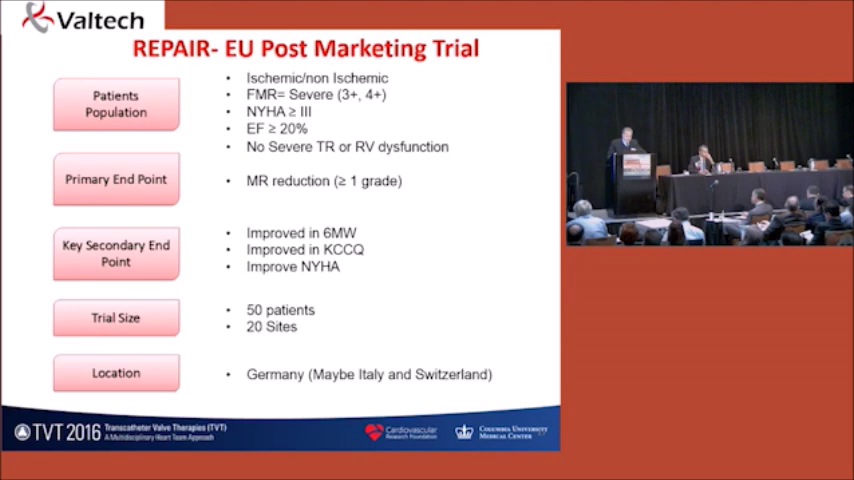 Valtech
REPAIR- EU Post Marketing Trial
Patients
Population
Ischemic/non Ischemic
FMR= Severe (3+, 4+)
NYHA ≥ III
EF ≥ 20%
No Severe TR or RV dysfunction
Primary End Point
MR reduction (≥ 1 grade)
Key Secondary End
Point
Improved in 6MW
Improved in KCCQ
Improve NYHA
Trial Size
50 patients
20 Sites
Location
Germany (Maybe Italy and Switzerland)
TVT 2016
Transcatheter Valve Therapies (TVT)
A Multidisciplinary Heart Team Approach
Cardiovascular
Research Foundation
Columbia University
Medical Center